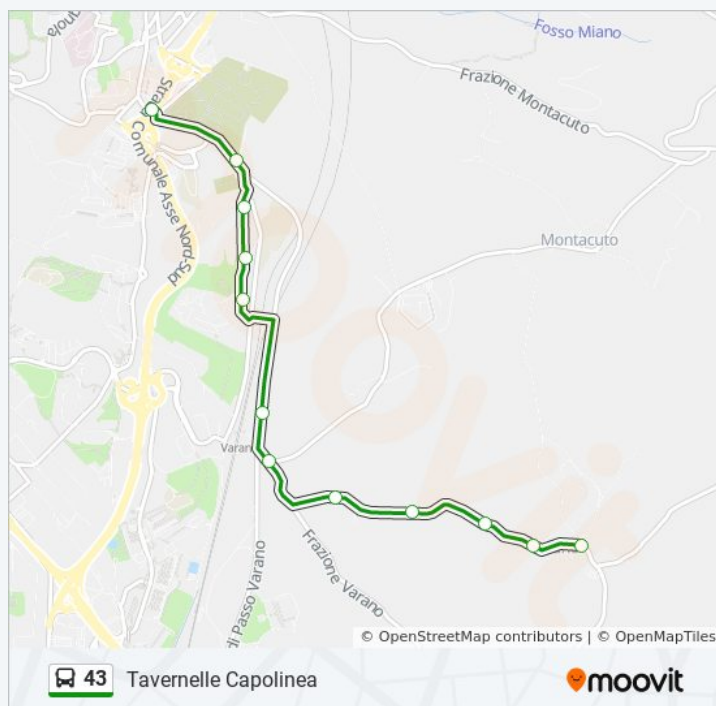 Fosso Miano
Frazione Montacuto
Comunale Asse Nord-Sud
Montacuto
Varan
Frazione Varano
di Passo Varano
© OpenStreetMap contributors | © OpenMapTiles
43 Tavernelle Capolinea
moovit